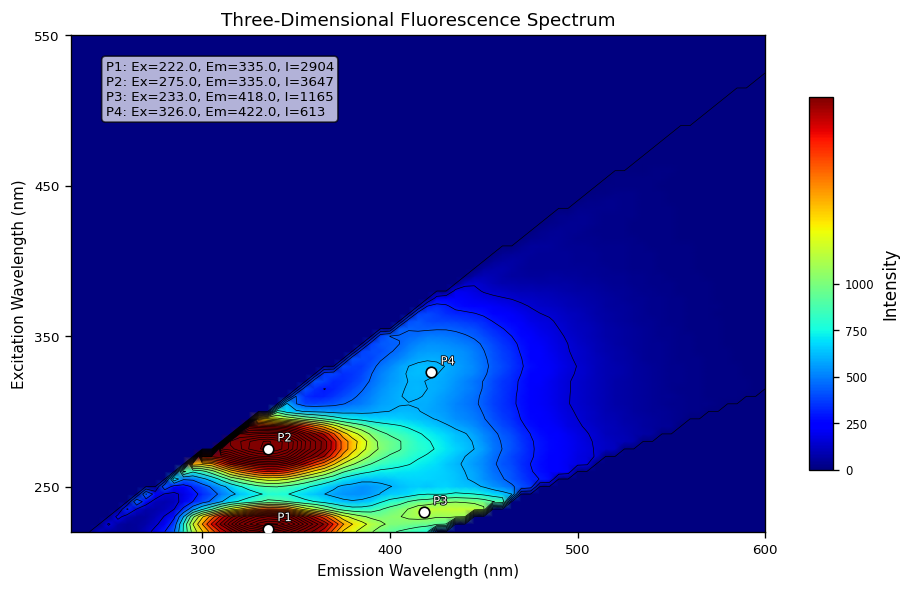 Three-Dimensional Fluorescence Spectrum
550
450
350
250
Excitation Wavelength (nm)
P1: Ex=222.0, Em=335.0, I=2904
P2: Ex=275.0, Em=335.0, I=3647
P3: Ex=233.0, Em=418.0, I=1165
P4: Ex=326.0, Em=422.0, I=613
P4
P2
P3
P1
300
400
500
600
Emission Wavelength (nm)
1000
750
500
250
0
Intensity